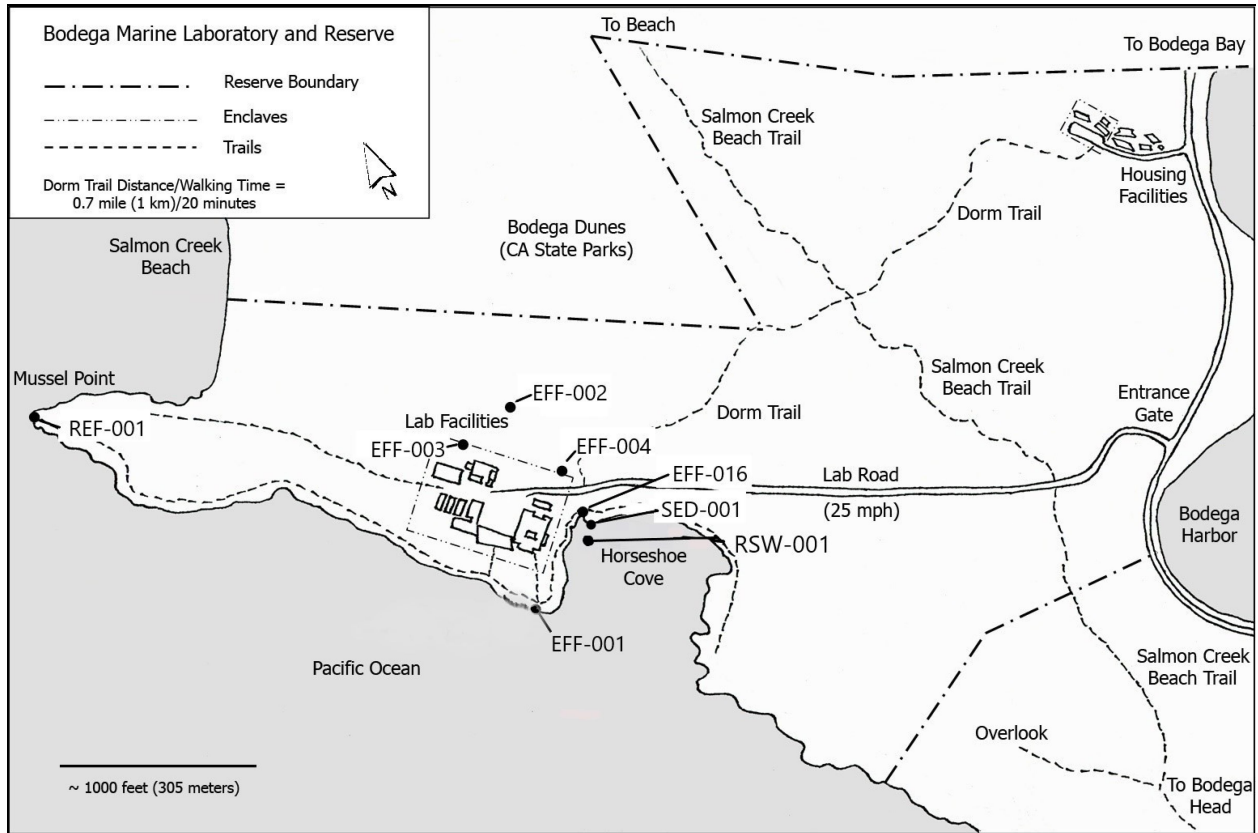 Bodega Marine Laboratory and Reserve
Reserve Boundary
Enclaves
Trails
Dorm Trail Distance/Walking Time =
0.7 mile (1 km)/20 minutes
N
To Beach
To Bodega Bay
Salmon Creek
Beach Trail
Housing
Facilities
Dorm Trail
Bodega Dunes
(CA State Parks)
Salmon Creek
Beach
Salmon Creek
Beach Trail
Mussel Point
REF-001
EFF-002
Lab Facilities
Dorm Trail
Entrance
Gate
EFF-003
EFF-004
EFF-016
Lab Road
(25 mph)
SED-001
RSW-001
Horseshoe
Cove
Bodega
Harbor
EFF-001
Pacific Ocean
Salmon Creek
Beach Trail
Overlook
To Bodega
Head
~ 1000 feet (305 meters)